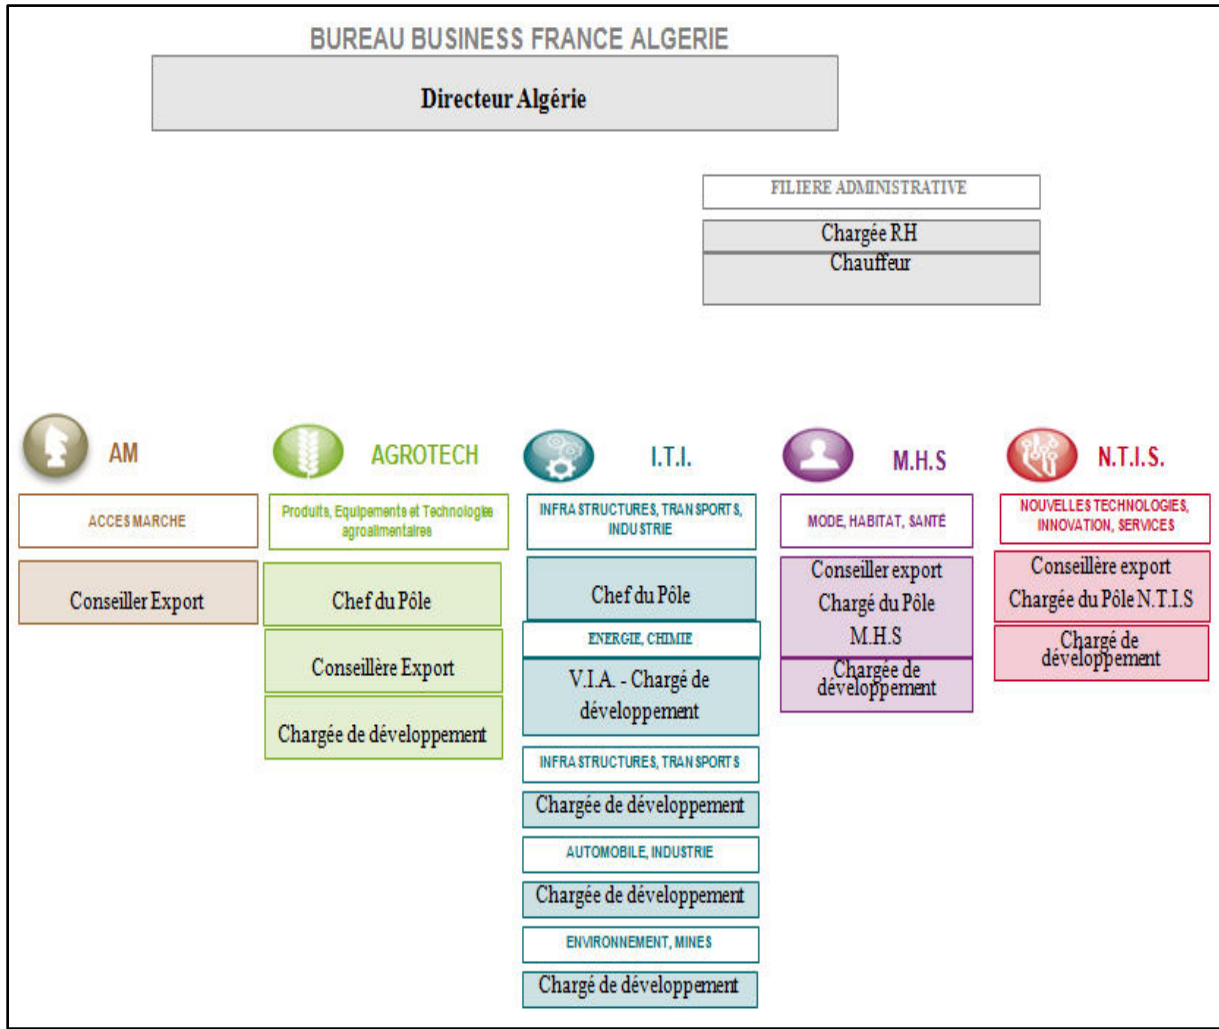 BUREAU BUSINESS FRANCE ALGERIE
Directeur Algérie
FILIERE ADMINISTRATIVE
Chargée RH
Chauffeur
AM
ACCES MARCHE
Conseiller Export
AGROTECH
Produits, Equipements et Technologies
agroalimentaires
Chef du Pôle
Conseillère Export
Chargée de développement
I.T.I.
INFRASTRUCTURES, TRANSPORTS,
INDUSTRIE
Chef du Pôle
ENERGIE, CHIMIE
V.I.A. - Chargé de
développement
INFRASTRUCTURES, TRANSPORTS
Chargée de développement
AUTOMOBILE, INDUSTRIE
Chargée de développement
ENVIRONNEMENT, MINES
Chargé de développement
M.H.S
MODE, HABITAT, SANTÉ
Conseiller export
Chargé du Pôle
M.H.S
Chargée de
développement
N.T.I.S.
NOUVELLES TECHNOLOGIES,
INNOVATION, SERVICES
Conseillère export
Chargée du Pôle N.T.I.S
Chargé de
développement